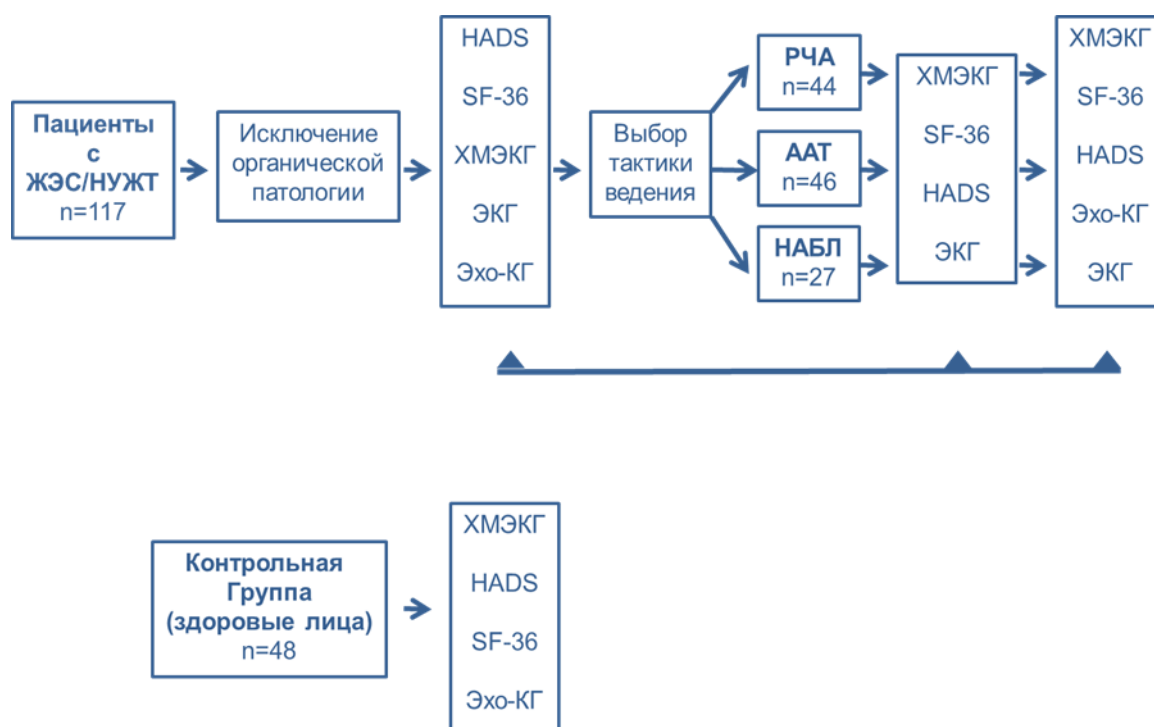 Пациенты
с
ЖЭС/НУЖТ
n=117
Исключение
органической
патологии
HADS
SF-36
ХМЭКГ
ЭКГ
Эхо-КГ
Выбор
тактики
ведения
РЧА
n=44
ААТ
n=46
НАБЛ
n=27
ХМЭКГ
SF-36
HADS
ЭКГ
ХМЭКГ
SF-36
HADS
Эхо-КГ
ЭКГ
Контрольная
Группа
(здоровые лица)
n=48
ХМЭКГ
HADS
SF-36
Эхо-КГ